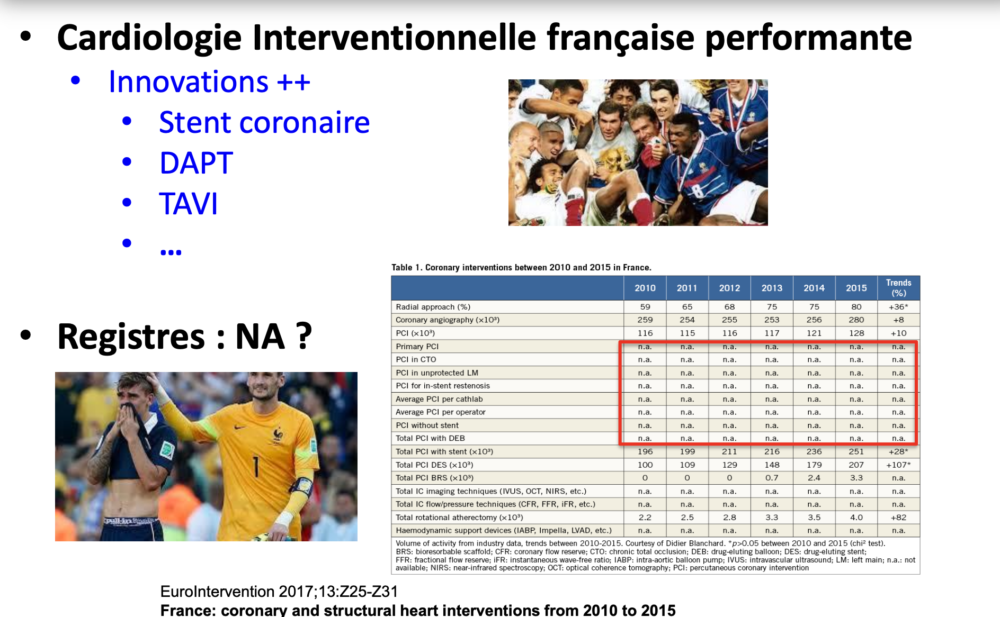 • Cardiologie Interventionnelle française performante
• Innovations ++
• Stent coronaire
• DAPT
• TAVI
• ...
8
• Registres : NA ?
1
pull-in
Table 1. Coronary interventions between 2010 and 2015 in France.
2010 2011 2012 2013 2014 2015 Trends (%)
Radial approach (%) 59 65 68 75 75 80 +36*
Coronary angiography (×10³) 259 254 255 253 256 280 +8
PCI (×10³) 116 115 116 117 121 128 +10
Primary PCI n.a. n.a. n.a. n.a. n.a. n.a. n.a.
PCI in CTO n.a. n.a. n.a. n.a. n.a. n.a. n.a.
PCI in unprotected LM n.a. n.a. n.a. n.a. n.a. n.a. n.a.
PCI for in-stent restenosis n.a. n.a. n.a. n.a. n.a. n.a. n.a.
Average PCI per cathlab n.a. n.a. n.a. n.a. n.a. n.a. n.a.
Average PCI per operator n.a. n.a. n.a. n.a. n.a. n.a. n.a.
PCI without stent n.a. n.a. n.a. n.a. n.a. n.a. n.a.
Total PCI with DEB n.a. n.a. n.a. n.a. n.a. n.a. n.a.
Total PCI with stent (×10³) 196 199 211 216 236 251 +28*
Total PCI DES (×10³) 100 109 129 148 179 207 +107*
Total PCI BRS (×10³) 0 0 0 0.7 2.4 3.3 n.a.
Total IC imaging techniques (IVUS, OCT, NIRS, etc.) n.a. n.a. n.a. n.a. n.a. n.a. n.a.
Total IC flow/pressure techniques (CFR, FFR, iFR, etc.) n.a. n.a. n.a. n.a. n.a. n.a. n.a.
Total rotational atherectomy (×10³) 2.2 2.5 2.8 3.3 3.5 4.0 +82
Haemodynamic support devices (IABP, Impella, LVAD, etc.) n.a. n.a. n.a. n.a. n.a. n.a. n.a.
Volume of activity from industry data, trends between 2010-2015. Courtesy of Didier Blanchard. *p>0.05 between 2010 and 2015 (chi² test).
BRS: bioresorbable scaffold; CFR: coronary flow reserve; CTO: chronic total occlusion; DEB: drug-eluting balloon; DES: drug-eluting stent;
FFR: fractional flow reserve; iFR: instantaneous wave-free ratio; IABP: intra-aortic balloon pump; IVUS: intravascular ultrasound; LM: left main; n.a.: not
available; NIRS: near-infrared spectroscopy; OCT: optical coherence tomography; PCI: percutaneous coronary intervention
EuroIntervention 2017;13:Z25-Z31
France: coronary and structural heart interventions from 2010 to 2015